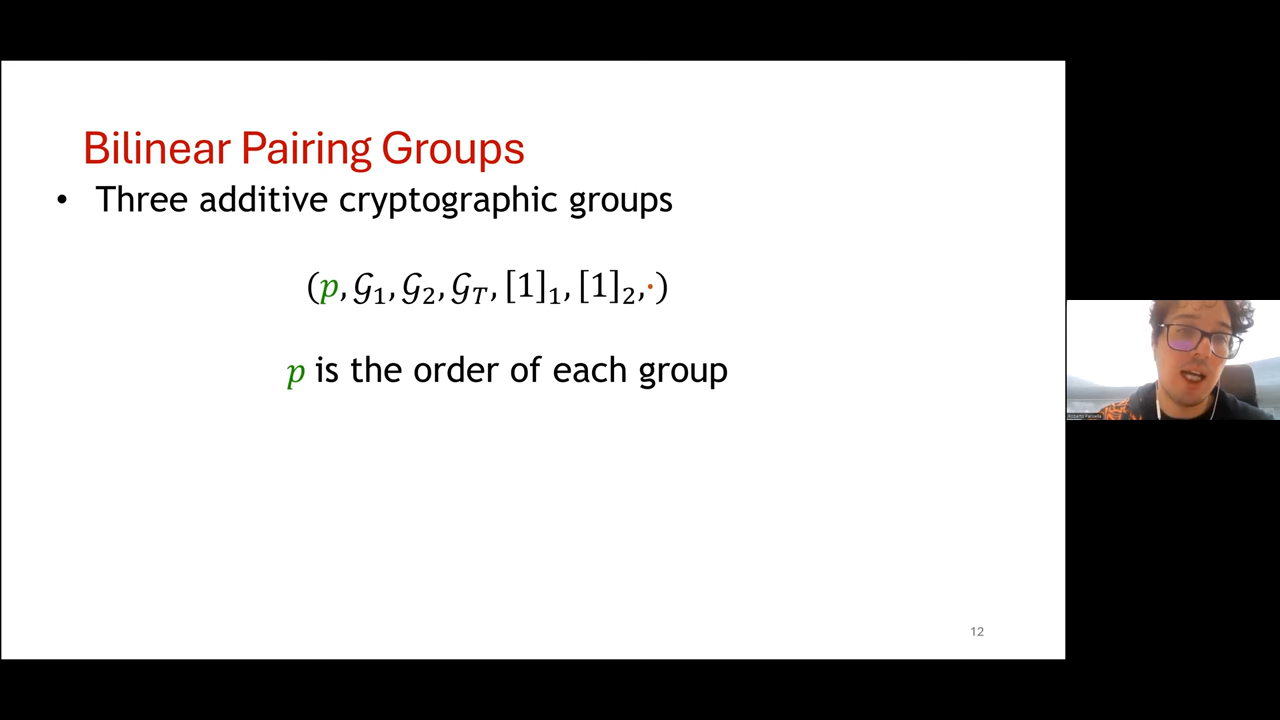 Bilinear Pairing Groups
• Three additive cryptographic groups
(p, 𝒢₁, 𝒢₂, 𝒢_T, [1]₁, [1]₂, ·)
p is the order of each group
12